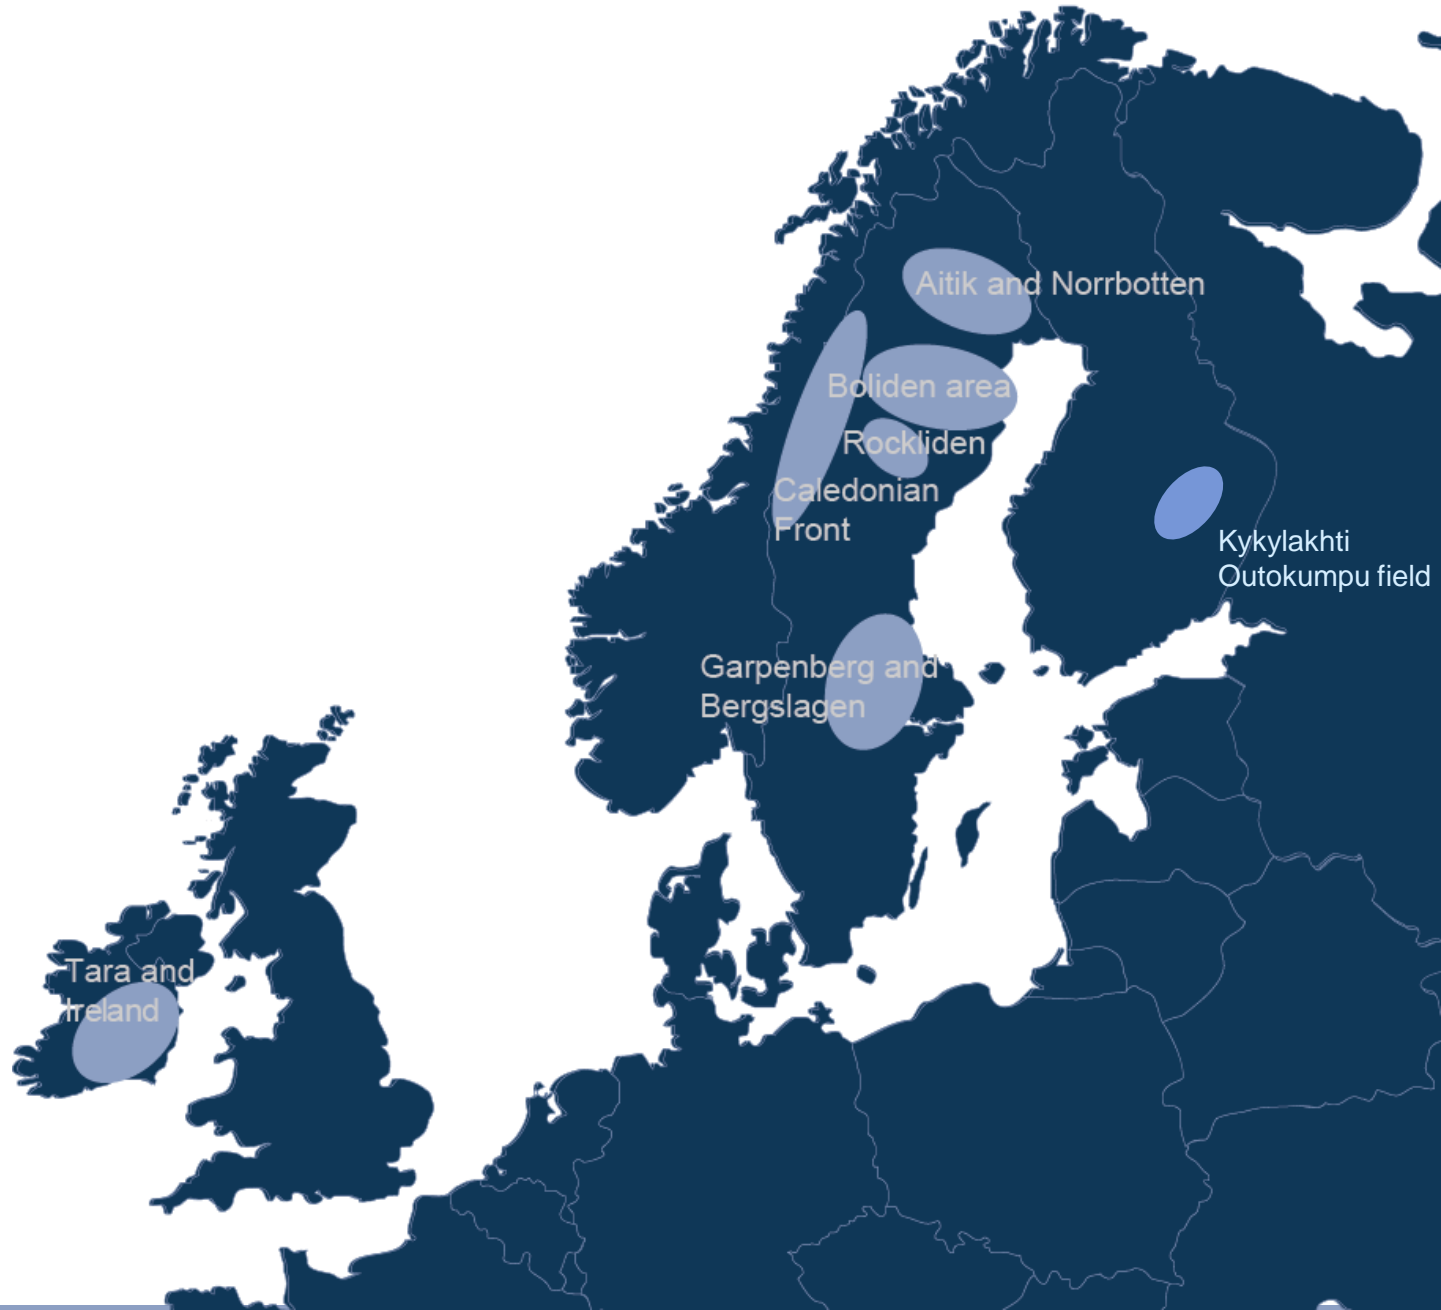 Aitik and Norrbotten
Boliden area
Rockliden
Caledonian
Front
Kykylakhti
Outokumpu field
Garpenberg and
Bergslagen
Tara and
Ireland